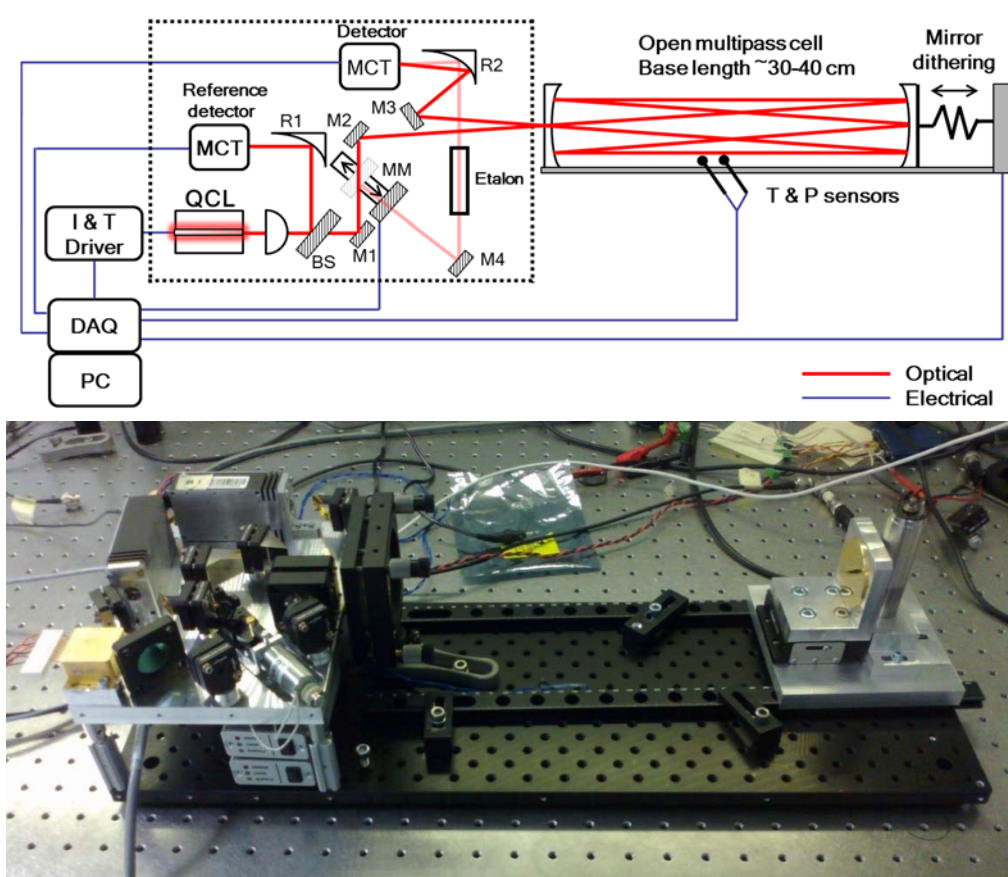 Detector
MCT
R2
Open multipass cell
Base length ~30-40 cm
Mirror
dithering
Reference
detector
MCT
R1
M2
M3
MM
Etalon
T & P sensors
QCL
I & T
Driver
BS
M1
M4
DAQ
PC
Optical
Electrical